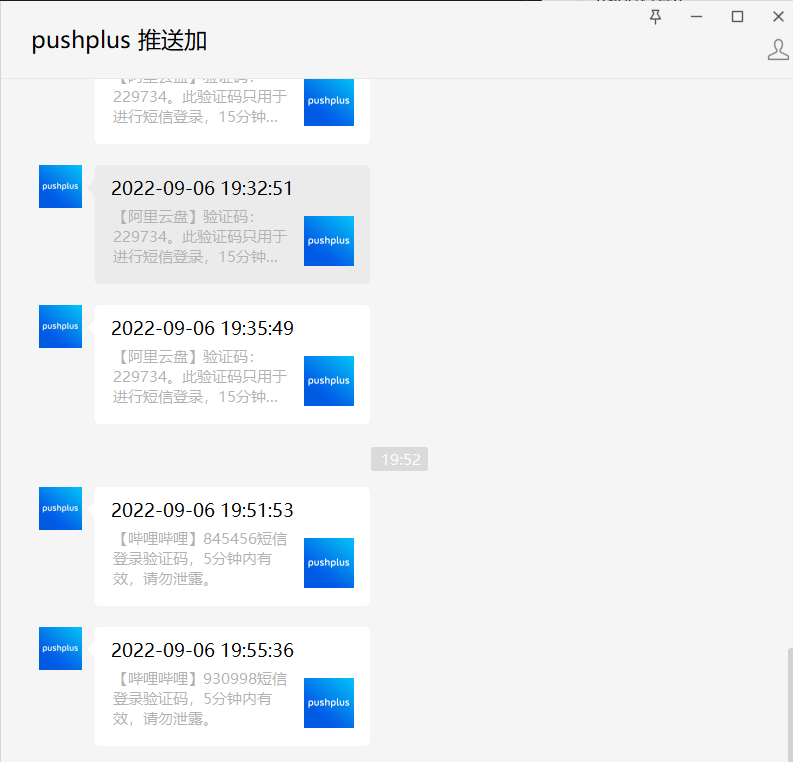 pushplus 推送加
【阿里云盘】验证码：
229734。此验证码只用于
进行短信登录，15分钟...
pushplus
pushplus
2022-09-06 19:32:51
【阿里云盘】验证码：
229734。此验证码只用于
进行短信登录，15分钟...
pushplus
pushplus
2022-09-06 19:35:49
【阿里云盘】验证码：
229734。此验证码只用于
进行短信登录，15分钟...
pushplus
19:52
pushplus
2022-09-06 19:51:53
【哔哩哔哩】845456短信
登录验证码，5分钟内有
效，请勿泄露。
pushplus
pushplus
2022-09-06 19:55:36
【哔哩哔哩】930998短信
登录验证码，5分钟内有
效，请勿泄露。
pushplus